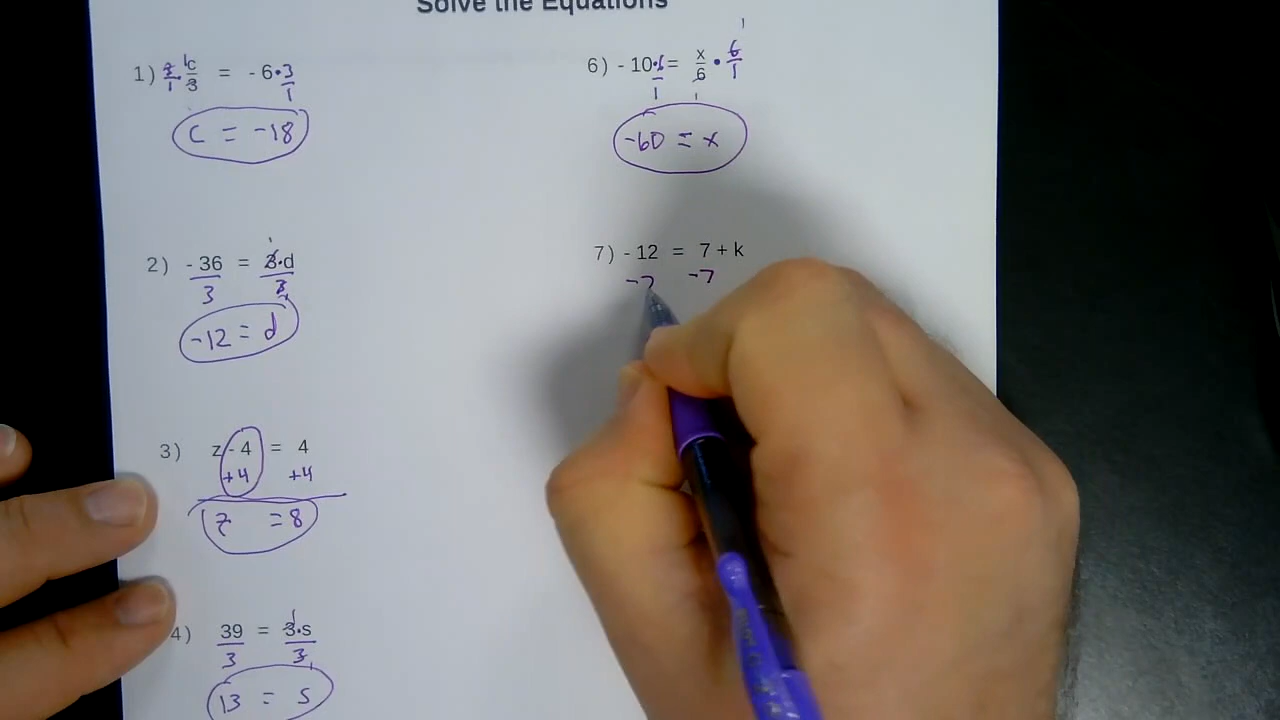 Solve the Equations
1) 3/1 · c/3 = -6 · 3/1
c = -18
2) -36/3 = 3·d/3
-12 = d
3) z - 4 = 4
+4 +4
z = 8
4) 39/3 = 3·s/3
13 = s
6) -10 · 6/1 = x/6 · 6/1
-60 = x
7) -12 = 7 + k
-7 -7